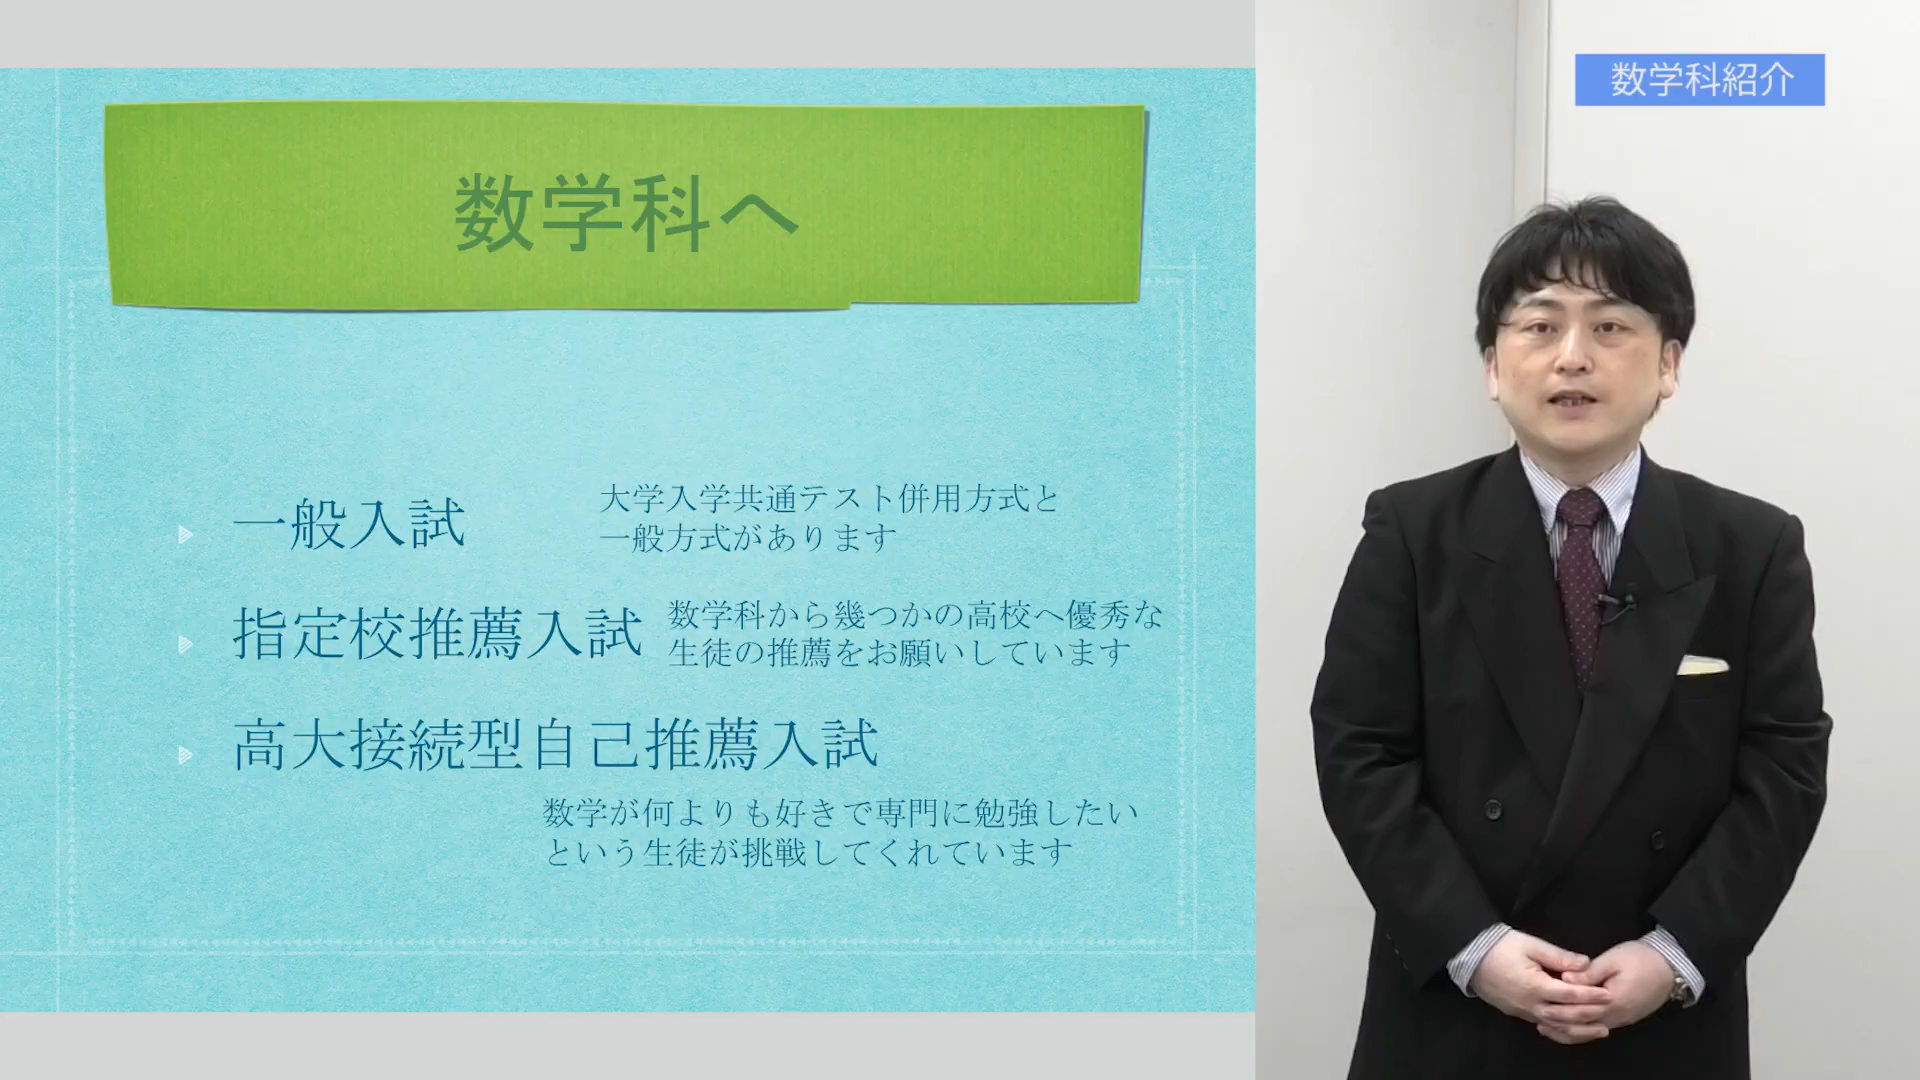 数学科紹介
数学科へ
一般入試
大学入学共通テスト併用方式と
一般方式があります
指定校推薦入試
数学科から幾つかの高校へ優秀な
生徒の推薦をお願いしています
高大接続型自己推薦入試
数学が何よりも好きで専門に勉強したい
という生徒が挑戦してくれています